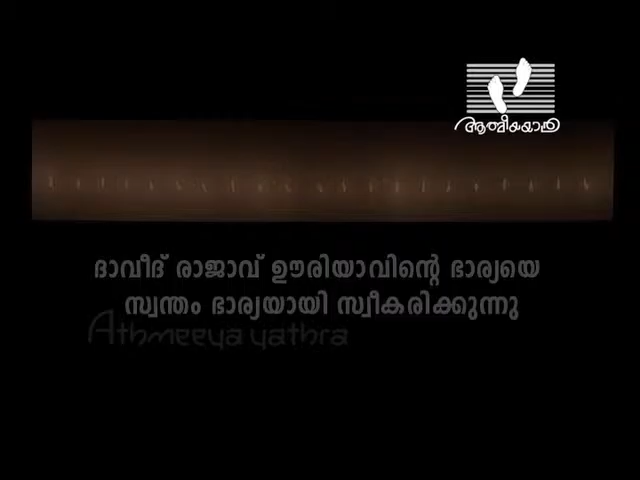 ആത്മീയയാത്ര
ദാവീദ് രാജാവ് ഊരിയാവിന്റെ ഭാര്യയെ
സ്വന്തം ഭാര്യയായി സ്വീകരിക്കുന്നു
Athmeeya yathra